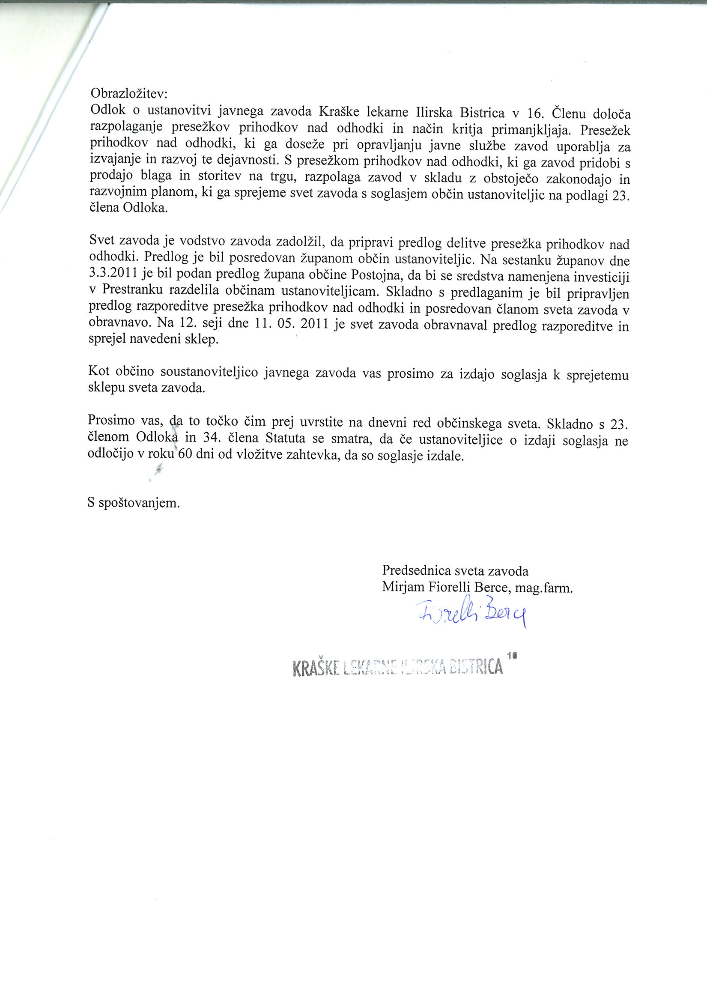 Obrazložitev:
Odlok o ustanovitvi javnega zavoda Kraške lekarne Ilirska Bistrica v 16. Členu določa
razpolaganje presežkov prihodkov nad odhodki in način kritja primanjkljaja. Presežek
prihodkov nad odhodki, ki ga doseže pri opravljanju javne službe zavod uporablja za
izvajanje in razvoj te dejavnosti. S presežkom prihodkov nad odhodki, ki ga zavod pridobi s
prodajo blaga in storitev na trgu, razpolaga zavod v skladu z obstoječo zakonodajo in
razvojnim planom, ki ga sprejeme svet zavoda s soglasjem občin ustanoviteljic na podlagi 23.
člena Odloka.
Svet zavoda je vodstvo zavoda zadolžil, da pripravi predlog delitve presežka prihodkov nad
odhodki. Predlog je bil posredovan županom občin ustanoviteljic. Na sestanku županov dne
3.3.2011 je bil podan predlog župana občine Postojna, da bi se sredstva namenjena investiciji
v Prestranku razdelila občinam ustanoviteljicam. Skladno s predlaganim je bil pripravljen
predlog razporeditve presežka prihodkov nad odhodki in posredovan članom sveta zavoda v
obravnavo. Na 12. seji dne 11. 05. 2011 je svet zavoda obravnaval predlog razporeditve in
sprejel navedeni sklep.
Kot občino soustanoviteljico javnega zavoda vas prosimo za izdajo soglasja k sprejetemu
sklepu sveta zavoda.
Prosimo vas, da to točko čim prej uvrstite na dnevni red občinskega sveta. Skladno s 23.
členom Odloka in 34. člena Statuta se smatra, da če ustanoviteljice o izdaji soglasja ne
odločijo v roku 60 dni od vložitve zahtevka, da so soglasje izdale.
S spoštovanjem.
Predsednica sveta zavoda
Mirjam Fiorelli Berce, mag.farm.
Fiorelli Berce
KRAŠKE LEKARNE ILIRSKA BISTRICA